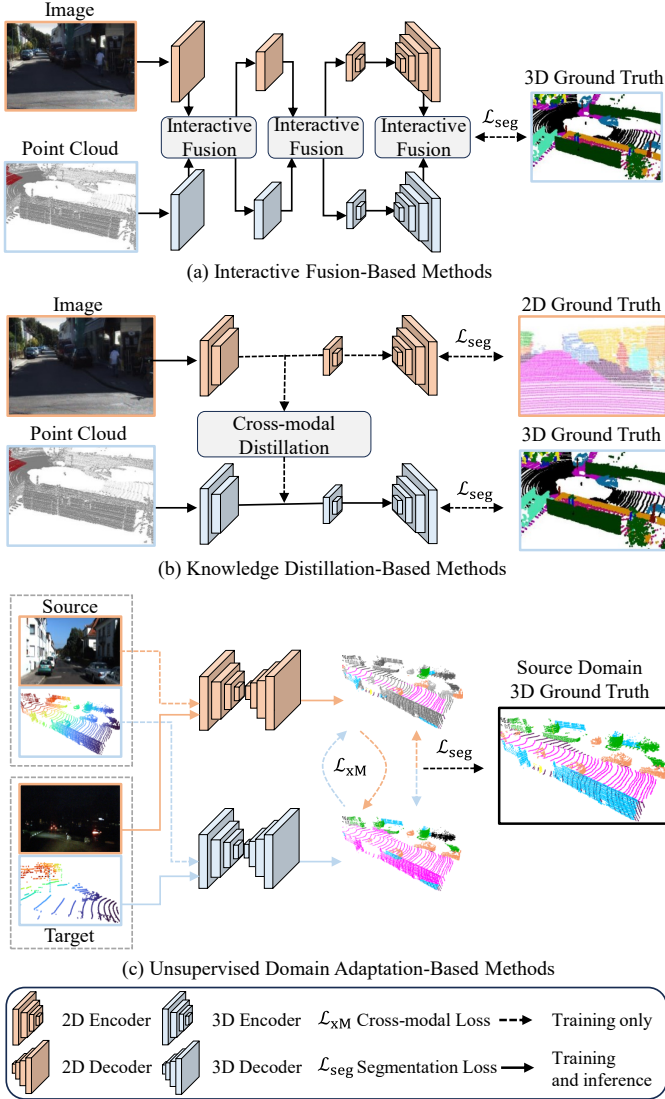 Image
3D Ground Truth
Interactive
Fusion
Interactive
Fusion
Interactive
Fusion
ℒseg
Point Cloud
(a) Interactive Fusion-Based Methods
Image
2D Ground Truth
ℒseg
Cross-modal
Distillation
Point Cloud
3D Ground Truth
ℒseg
(b) Knowledge Distillation-Based Methods
Source
Source Domain
3D Ground Truth
ℒxM
ℒseg
Target
(c) Unsupervised Domain Adaptation-Based Methods
2D Encoder 3D Encoder ℒxM Cross-modal Loss Training only
2D Decoder 3D Decoder ℒseg Segmentation Loss Training
and inference